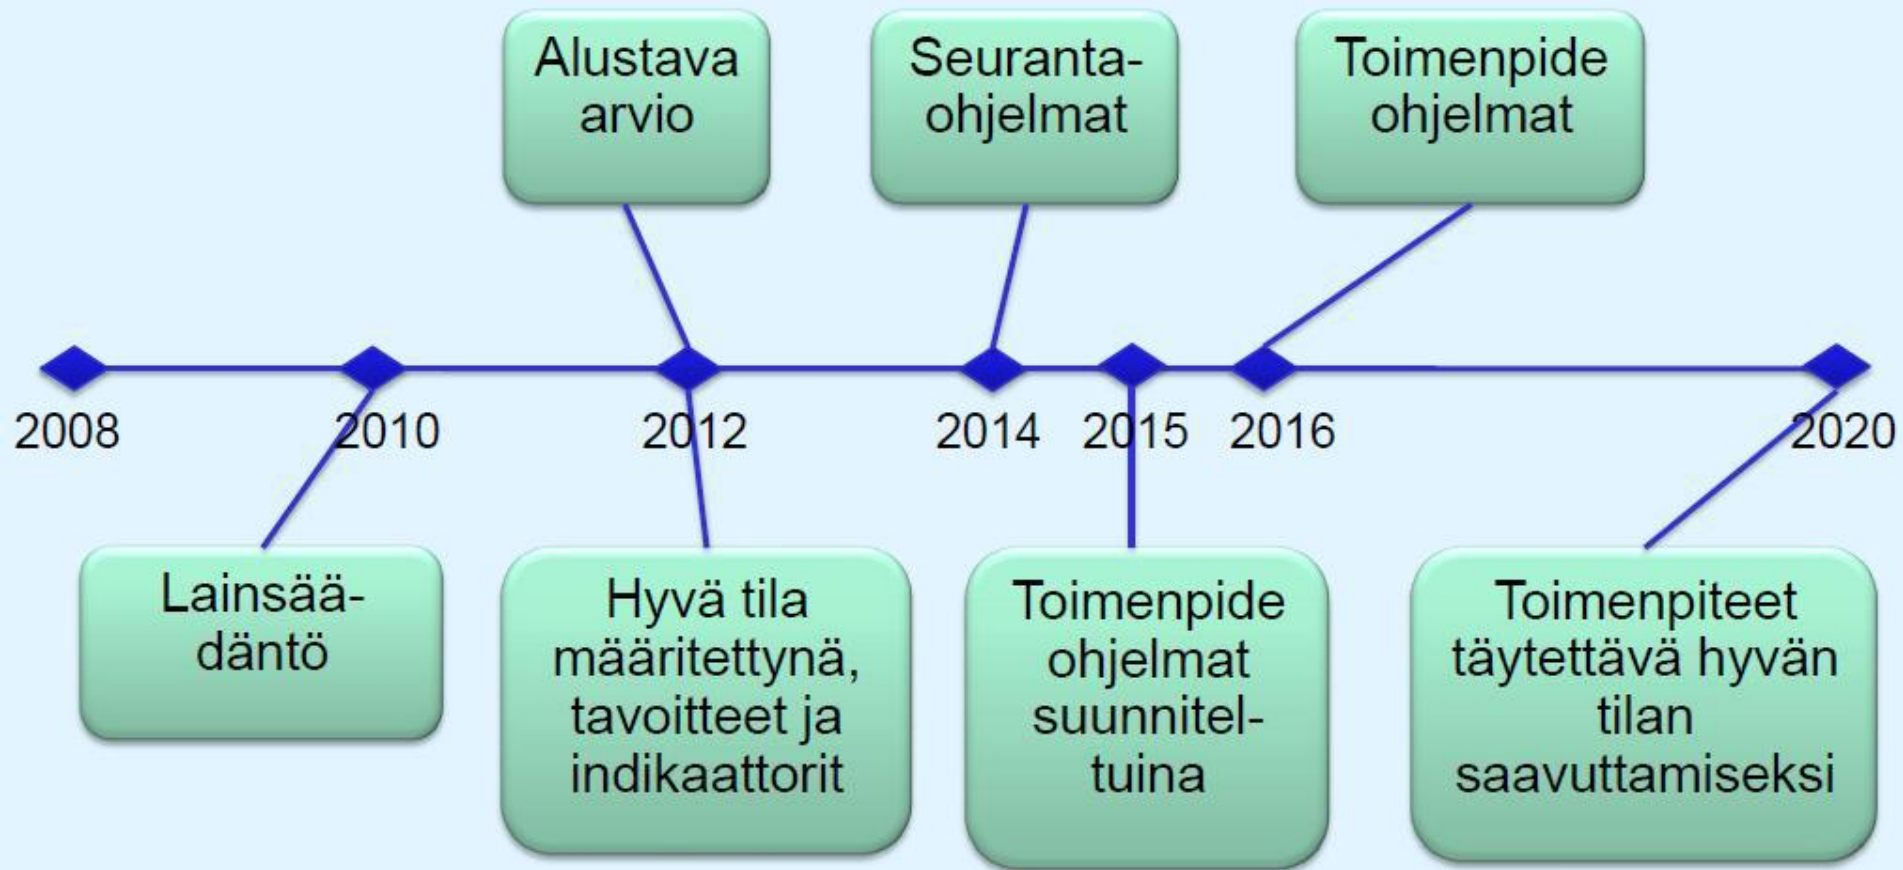 Alustava
arvio
Seuranta-
ohjelmat
Toimenpide
ohjelmat
2008
2010
2012
2014
2015
2016
2020
Lainsää-
däntö
Hyvä tila
määritettynä,
tavoitteet ja
indikaattorit
Toimenpide
ohjelmat
suunnitel-
tuina
Toimenpiteet
täytettävä hyvän
tilan
saavuttamiseksi